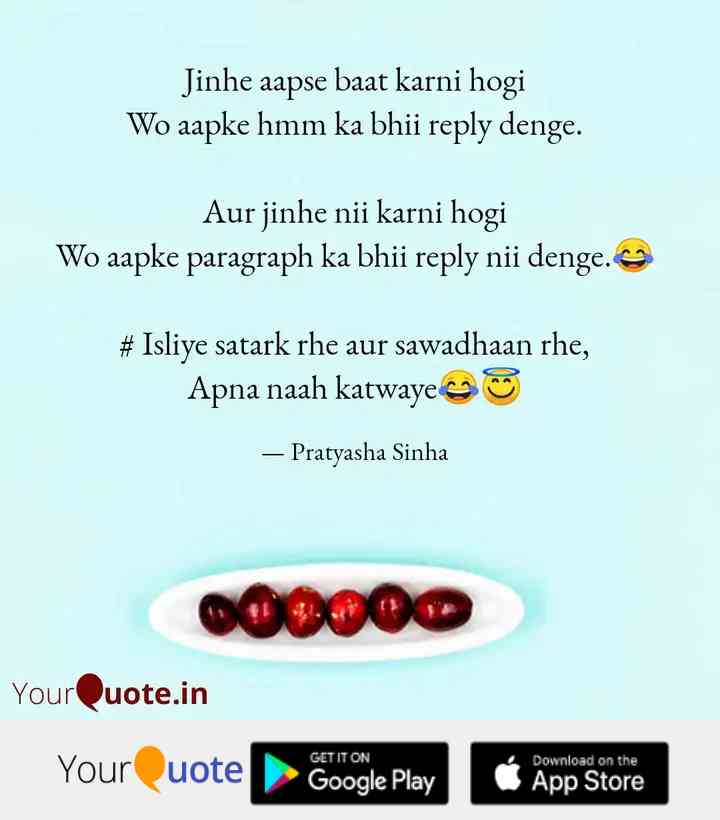 Jinhe aapse baat karni hogi
Wo aapke hmm ka bhii reply denge.
Aur jinhe nii karni hogi
Wo aapke paragraph ka bhii reply nii denge.😂
# Isliye satark rhe aur sawadhaan rhe,
Apna naah katwaye😂😇
— Pratyasha Sinha
YourQuote.in
YourQuote
GET IT ON
Google Play
Download on the
App Store